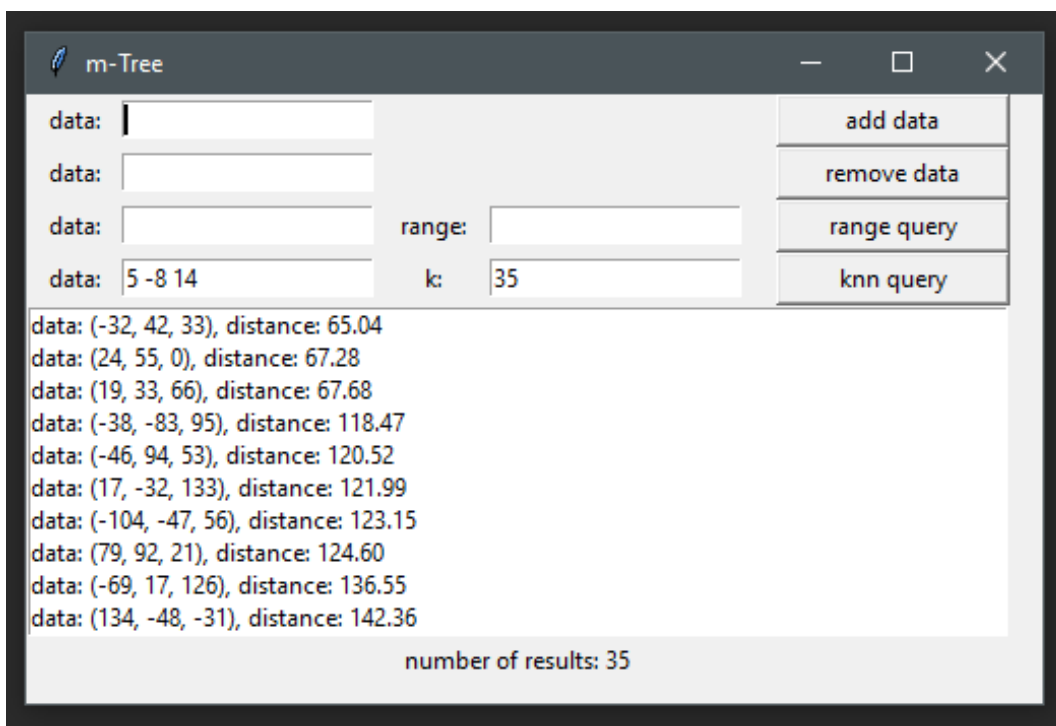 m-Tree
data: add data
data: remove data
data: range: range query
data: 5 -8 14 k: 35 knn query
data: (-32, 42, 33), distance: 65.04
data: (24, 55, 0), distance: 67.28
data: (19, 33, 66), distance: 67.68
data: (-38, -83, 95), distance: 118.47
data: (-46, 94, 53), distance: 120.52
data: (17, -32, 133), distance: 121.99
data: (-104, -47, 56), distance: 123.15
data: (79, 92, 21), distance: 124.60
data: (-69, 17, 126), distance: 136.55
data: (134, -48, -31), distance: 142.36
number of results: 35